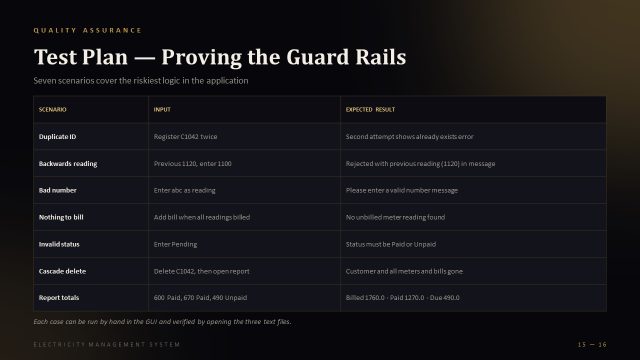 QUALITY ASSURANCE
Test Plan — Proving the Guard Rails
Seven scenarios cover the riskiest logic in the application
SCENARIO INPUT EXPECTED RESULT
Duplicate ID Register C1042 twice Second attempt shows already exists error
Backwards reading Previous 1120, enter 1100 Rejected with previous reading (1120) in message
Bad number Enter abc as reading Please enter a valid number message
Nothing to bill Add bill when all readings billed No unbilled meter reading found
Invalid status Enter Pending Status must be Paid or Unpaid
Cascade delete Delete C1042, then open report Customer and all meters and bills gone
Report totals 600 Paid, 670 Paid, 490 Unpaid Billed 1760.0 · Paid 1270.0 · Due 490.0
Each case can be run by hand in the GUI and verified by opening the three text files.
ELECTRICITY MANAGEMENT SYSTEM 15 — 16